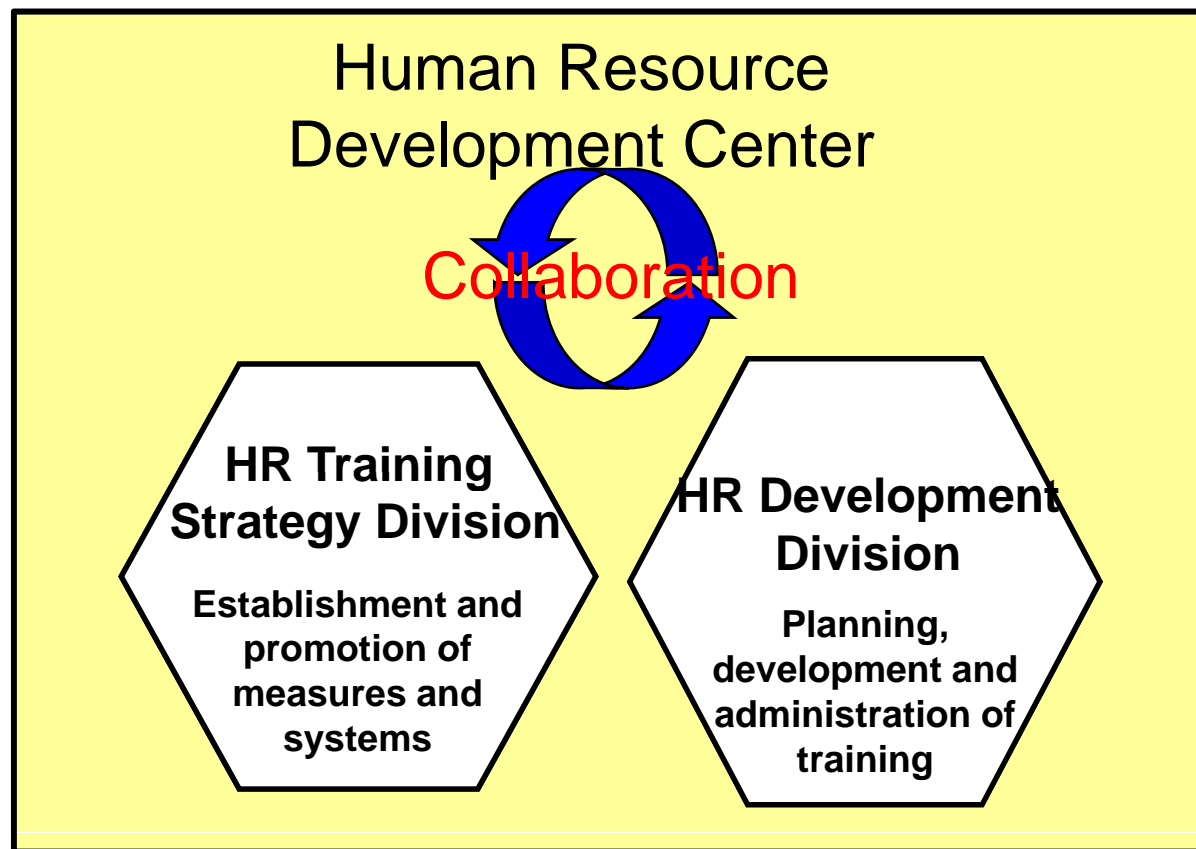 Human Resource
Development Center
Collaboration
HR Training
Strategy Division
Establishment and
promotion of
measures and
systems
HR Development
Division
Planning,
development and
administration of
training